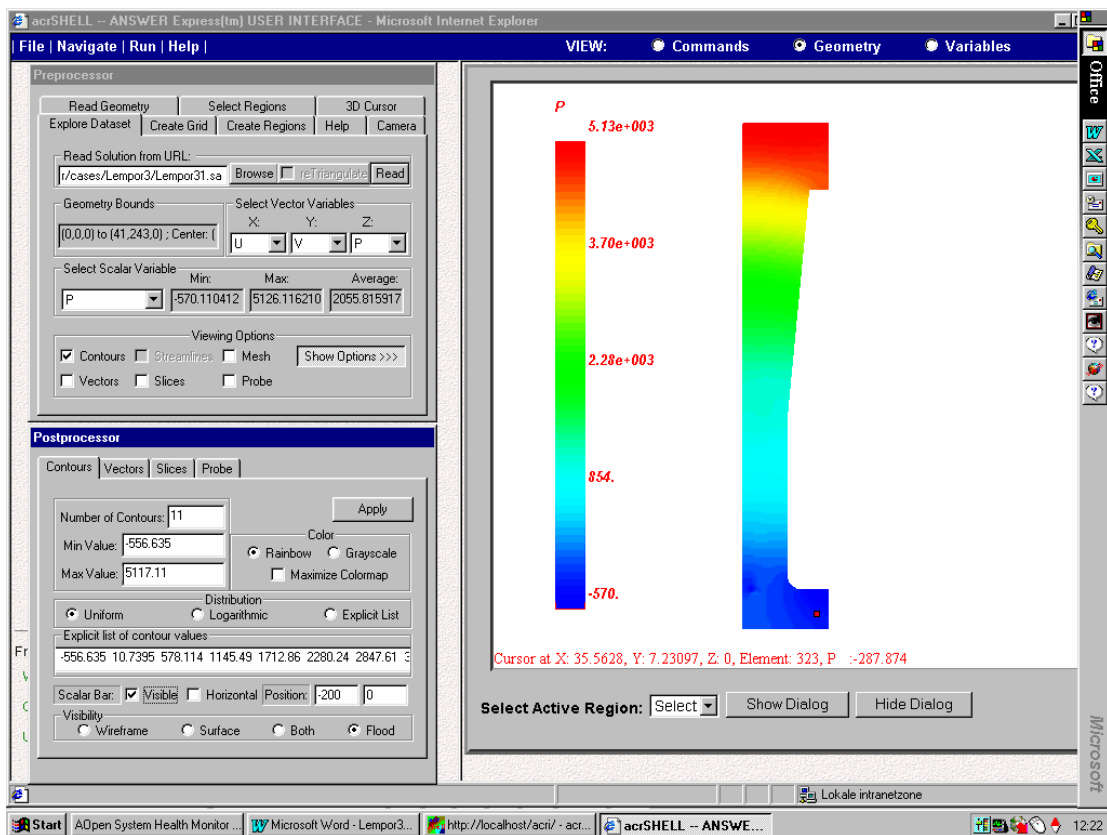 acrSHELL -- ANSWER Express(tm) USER INTERFACE - Microsoft Internet Explorer
| File | Navigate | Run | Help |
VIEW: Commands Geometry Variables
Preprocessor
Read Geometry Select Regions 3D Cursor
Explore Dataset Create Grid Create Regions Help Camera
Read Solution from URL:
r/cases/Lempor3/Lempor31.sa Browse reTriangulate Read
Geometry Bounds Select Vector Variables
X: Y: Z:
(0,0,0) to (41,243,0) ; Center: (
U V P
Select Scalar Variable
Min: Max: Average:
P -570.110412 5126.116210 2055.815917
Viewing Options
Contours Streamlines Mesh Show Options >>>
Vectors Slices Probe
Postprocessor
Contours Vectors Slices Probe
Number of Contours: 11 Apply
Min Value: -556.635
Color
Rainbow Grayscale
Max Value: 5117.11
Maximize Colormap
Distribution
Uniform Logarithmic Explicit List
Explicit list of contour values
-556.635 10.7395 578.114 1145.49 1712.86 2280.24 2847.61
Scalar Bar: Visible Horizontal Position: -200 0
Visibility
Wireframe Surface Both Flood
Fr
P
5.13e+003
3.70e+003
2.28e+003
854.
-570.
Cursor at X: 35.5628, Y: 7.23097, Z: 0, Element: 323, P :-287.874
Select Active Region: Select Show Dialog Hide Dialog
Office
Microsoft
Lokale intranetzone
Start AOpen System Health Monitor ... Microsoft Word - Lempor3... http://localhost/acri/ - acr... acrSHELL -- ANSWE... 12:22